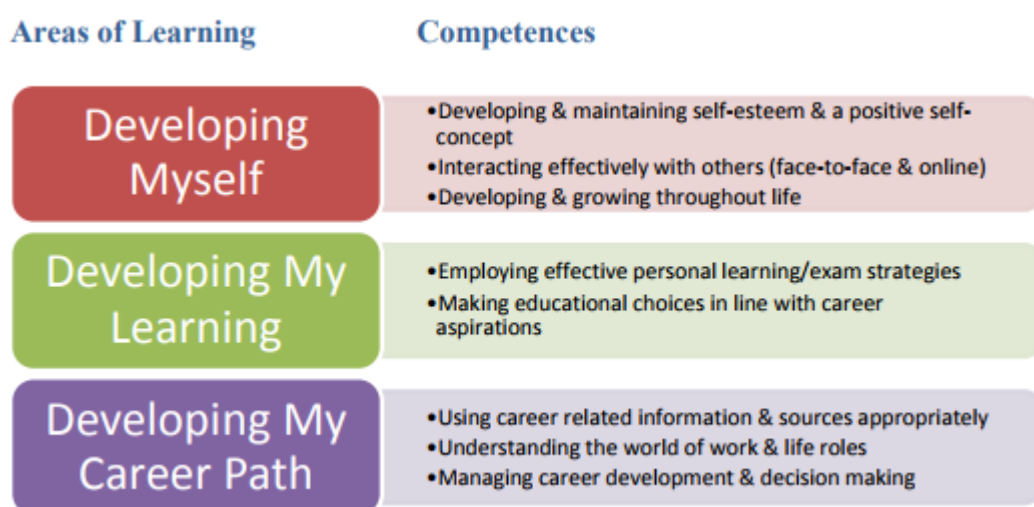 Areas of Learning
Competences
Developing
Myself
•Developing & maintaining self-esteem & a positive self-
concept
•Interacting effectively with others (face-to-face & online)
•Developing & growing throughout life
Developing My
Learning
•Employing effective personal learning/exam strategies
•Making educational choices in line with career
aspirations
Developing My
Career Path
•Using career related information & sources appropriately
•Understanding the world of work & life roles
•Managing career development & decision making